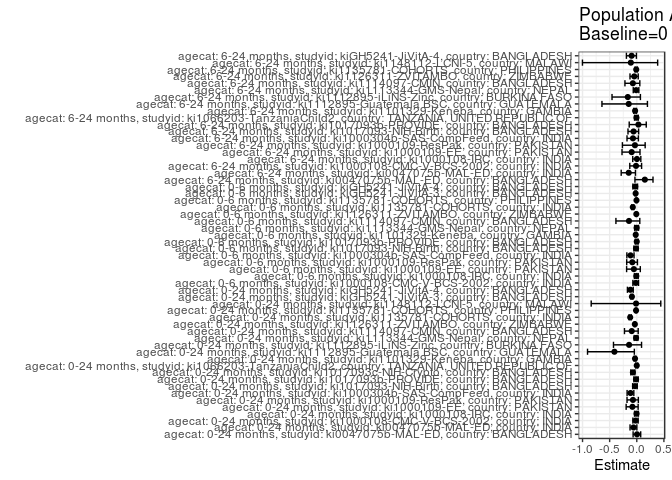 Population A
Baseline=0
agecat: 6-24 months, studyid: kiGH5241-JiVitA-4, country: BANGLADESH
agecat: 6-24 months, studyid: ki1148112-LCNI-5, country: MALAWI
agecat: 6-24 months, studyid: ki1135781-COHORTS, country: PHILIPPINES
agecat: 6-24 months, studyid: ki1126311-ZVITAMBO, country: ZIMBABWE
agecat: 6-24 months, studyid: ki1114097-CMIN, country: BANGLADESH
agecat: 6-24 months, studyid: ki1113344-GMS-Nepal, country: NEPAL
agecat: 6-24 months, studyid: ki1112895-iLiNS-Zinc, country: BURKINA FASO
agecat: 6-24 months, studyid: ki1112895-Guatemala BSC, country: GUATEMALA
agecat: 6-24 months, studyid: ki1101329-Keneba, country: GAMBIA
agecat: 6-24 months, studyid: ki1066203-TanzaniaChild2, country: TANZANIA, UNITED REPUBLIC OF
agecat: 6-24 months, studyid: ki1017093b-PROVIDE, country: BANGLADESH
agecat: 6-24 months, studyid: ki1017093-NIH-Birth, country: BANGLADESH
agecat: 6-24 months, studyid: ki1000304b-SAS-CompFeed, country: INDIA
agecat: 6-24 months, studyid: ki1000109-ResPak, country: PAKISTAN
agecat: 6-24 months, studyid: ki1000109-EE, country: PAKISTAN
agecat: 6-24 months, studyid: ki1000108-IRC, country: INDIA
agecat: 6-24 months, studyid: ki1000108-CMC-V-BCS-2002, country: INDIA
agecat: 6-24 months, studyid: ki0047075b-MAL-ED, country: INDIA
agecat: 6-24 months, studyid: ki0047075b-MAL-ED, country: BANGLADESH
agecat: 0-6 months, studyid: kiGH5241-JiVitA-4, country: BANGLADESH
agecat: 0-6 months, studyid: kiGH5241-JiVitA-3, country: BANGLADESH
agecat: 0-6 months, studyid: ki1135781-COHORTS, country: PHILIPPINES
agecat: 0-6 months, studyid: ki1135781-COHORTS, country: INDIA
agecat: 0-6 months, studyid: ki1126311-ZVITAMBO, country: ZIMBABWE
agecat: 0-6 months, studyid: ki1114097-CMIN, country: BANGLADESH
agecat: 0-6 months, studyid: ki1113344-GMS-Nepal, country: NEPAL
agecat: 0-6 months, studyid: ki1101329-Keneba, country: GAMBIA
agecat: 0-6 months, studyid: ki1017093b-PROVIDE, country: BANGLADESH
agecat: 0-6 months, studyid: ki1017093-NIH-Birth, country: BANGLADESH
agecat: 0-6 months, studyid: ki1000304b-SAS-CompFeed, country: INDIA
agecat: 0-6 months, studyid: ki1000109-ResPak, country: PAKISTAN
agecat: 0-6 months, studyid: ki1000109-EE, country: PAKISTAN
agecat: 0-6 months, studyid: ki1000108-IRC, country: INDIA
agecat: 0-6 months, studyid: ki1000108-CMC-V-BCS-2002, country: INDIA
agecat: 0-24 months, studyid: kiGH5241-JiVitA-4, country: BANGLADESH
agecat: 0-24 months, studyid: kiGH5241-JiVitA-3, country: BANGLADESH
agecat: 0-24 months, studyid: ki1148112-LCNI-5, country: MALAWI
agecat: 0-24 months, studyid: ki1135781-COHORTS, country: PHILIPPINES
agecat: 0-24 months, studyid: ki1135781-COHORTS, country: INDIA
agecat: 0-24 months, studyid: ki1126311-ZVITAMBO, country: ZIMBABWE
agecat: 0-24 months, studyid: ki1114097-CMIN, country: BANGLADESH
agecat: 0-24 months, studyid: ki1113344-GMS-Nepal, country: NEPAL
agecat: 0-24 months, studyid: ki1112895-iLiNS-Zinc, country: BURKINA FASO
agecat: 0-24 months, studyid: ki1112895-Guatemala BSC, country: GUATEMALA
agecat: 0-24 months, studyid: ki1101329-Keneba, country: GAMBIA
agecat: 0-24 months, studyid: ki1066203-TanzaniaChild2, country: TANZANIA, UNITED REPUBLIC OF
agecat: 0-24 months, studyid: ki1017093c-NIH-Crypto, country: BANGLADESH
agecat: 0-24 months, studyid: ki1017093b-PROVIDE, country: BANGLADESH
agecat: 0-24 months, studyid: ki1017093-NIH-Birth, country: BANGLADESH
agecat: 0-24 months, studyid: ki1000304b-SAS-CompFeed, country: INDIA
agecat: 0-24 months, studyid: ki1000109-ResPak, country: PAKISTAN
agecat: 0-24 months, studyid: ki1000109-EE, country: PAKISTAN
agecat: 0-24 months, studyid: ki1000108-IRC, country: INDIA
agecat: 0-24 months, studyid: ki1000108-CMC-V-BCS-2002, country: INDIA
agecat: 0-24 months, studyid: ki0047075b-MAL-ED, country: INDIA
agecat: 0-24 months, studyid: ki0047075b-MAL-ED, country: BANGLADESH
-1.0 -0.5 0.0 0.5
Estimate